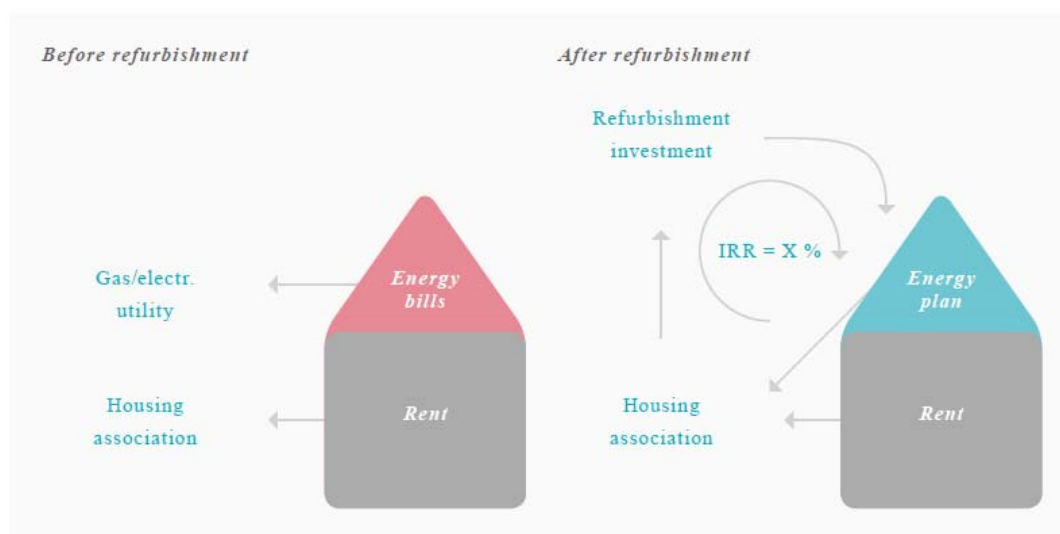 Before refurbishment
Gas/electr.
utility
Energy
bills
Housing
association
Rent
After refurbishment
Refurbishment
investment
IRR = X %
Energy
plan
Housing
association
Rent